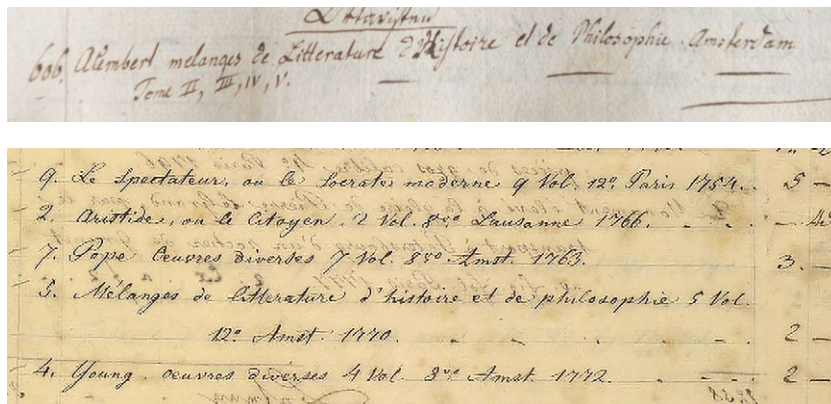 606. Alembert melanges de Litterature d'Histoire et de Philosophie Amsterdam
Tome II, III, IV, V.
9. Le Spectateur, ou le Socrate moderne 9 Vol. 12º Paris 1754. 5 -
2. Aristide, ou le Citoyen, 2 Vol. 8vo Lausanne 1766. -
7. Pope Oeuvres diverses 7 Vol. 8vo. Amst. 1763. 3. -
5. Mélanges de litterature d'histoire et de philosophie 5 Vol.
12º Amst. 1770. 2 -
4. Young, oeuvres diverses 4 Vol. 8vo Amst. 1772. 2 -